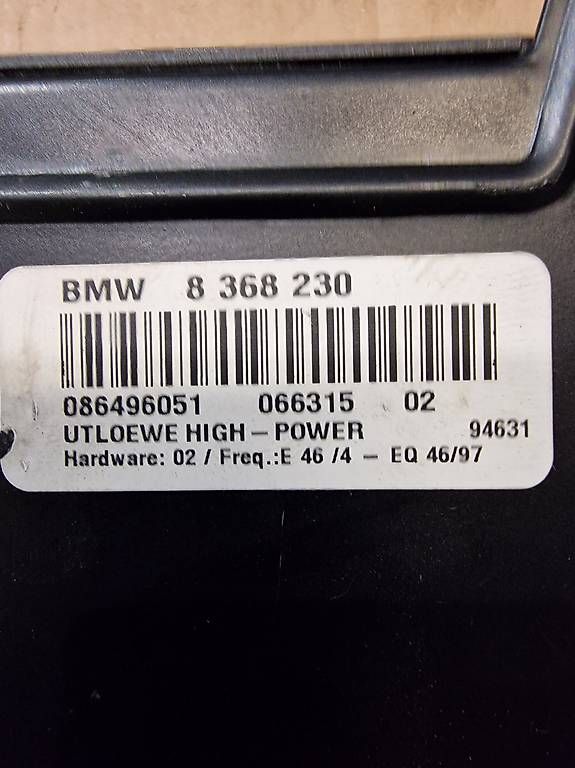 BMW 8 368 230
086496051 066315 02
UTLOEWE HIGH – POWER 94631
Hardware: 02 / Freq.:E 46 /4 – EQ 46/97